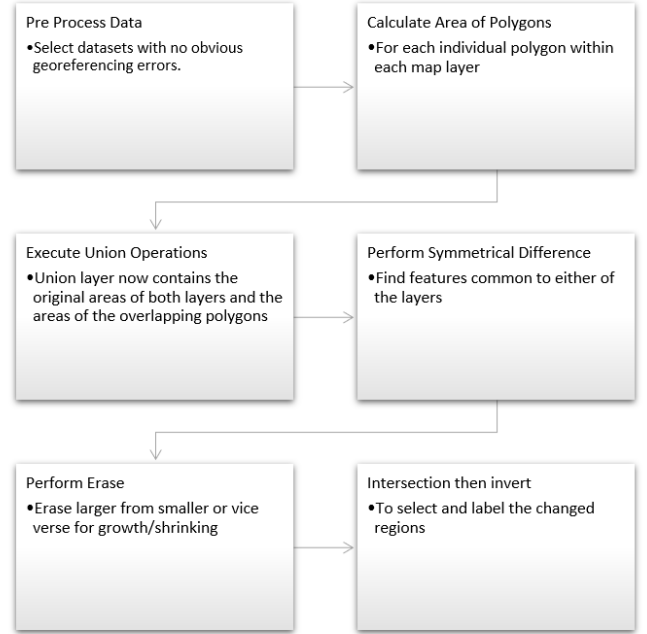 Pre Process Data
•Select datasets with no obvious
georeferencing errors.
Calculate Area of Polygons
•For each individual polygon within
each map layer
Execute Union Operations
•Union layer now contains the
original areas of both layers and the
areas of the overlapping polygons
Perform Symmetrical Difference
•Find features common to either of
the layers
Perform Erase
•Erase larger from smaller or vice
verse for growth/shrinking
Intersection then invert
•To select and label the changed
regions